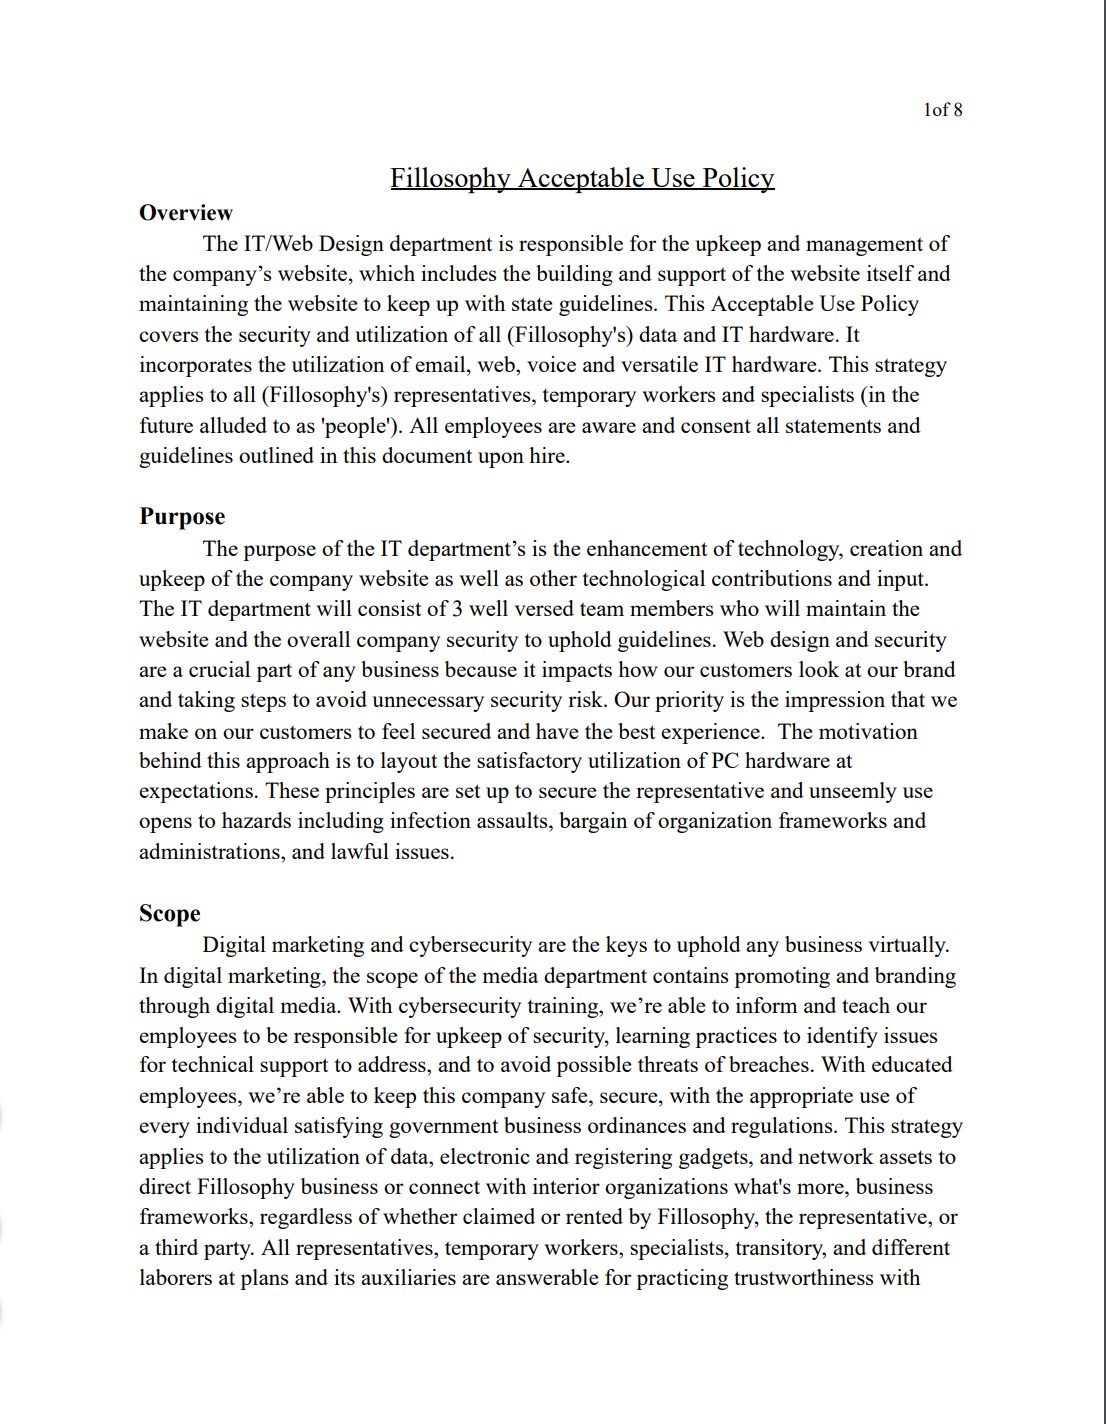 1of 8
Fillosophy Acceptable Use Policy
Overview
The IT/Web Design department is responsible for the upkeep and management of
the company’s website, which includes the building and support of the website itself and
maintaining the website to keep up with state guidelines. This Acceptable Use Policy
covers the security and utilization of all (Fillosophy's) data and IT hardware. It
incorporates the utilization of email, web, voice and versatile IT hardware. This strategy
applies to all (Fillosophy's) representatives, temporary workers and specialists (in the
future alluded to as 'people'). All employees are aware and consent all statements and
guidelines outlined in this document upon hire.
Purpose
The purpose of the IT department’s is the enhancement of technology, creation and
upkeep of the company website as well as other technological contributions and input.
The IT department will consist of 3 well versed team members who will maintain the
website and the overall company security to uphold guidelines. Web design and security
are a crucial part of any business because it impacts how our customers look at our brand
and taking steps to avoid unnecessary security risk. Our priority is the impression that we
make on our customers to feel secured and have the best experience.  The motivation
behind this approach is to layout the satisfactory utilization of PC hardware at
expectations. These principles are set up to secure the representative and unseemly use
opens to hazards including infection assaults, bargain of organization frameworks and
administrations, and lawful issues.
Scope
Digital marketing and cybersecurity are the keys to uphold any business virtually.
In digital marketing, the scope of the media department contains promoting and branding
through digital media. With cybersecurity training, we’re able to inform and teach our
employees to be responsible for upkeep of security, learning practices to identify issues
for technical support to address, and to avoid possible threats of breaches. With educated
employees, we’re able to keep this company safe, secure, with the appropriate use of
every individual satisfying government business ordinances and regulations. This strategy
applies to the utilization of data, electronic and registering gadgets, and network assets to
direct Fillosophy business or connect with interior organizations what's more, business
frameworks, regardless of whether claimed or rented by Fillosophy, the representative, or
a third party. All representatives, temporary workers, specialists, transitory, and different
laborers at plans and its auxiliaries are answerable for practicing trustworthiness with